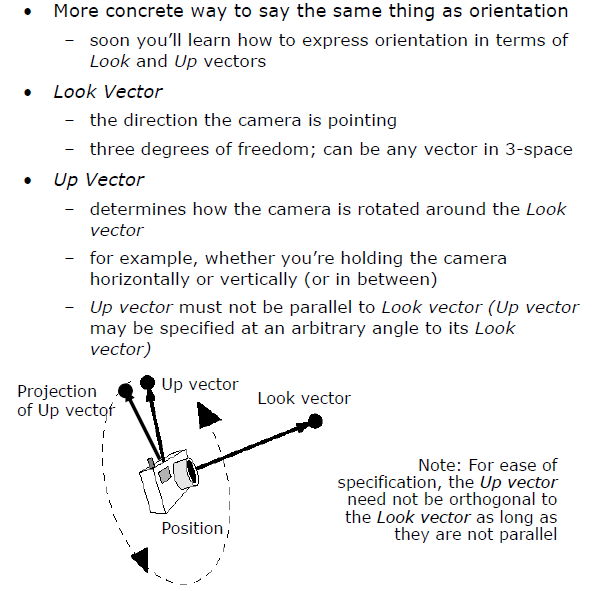 • More concrete way to say the same thing as orientation
– soon you'll learn how to express orientation in terms of
Look and Up vectors
• Look Vector
– the direction the camera is pointing
– three degrees of freedom; can be any vector in 3-space
• Up Vector
– determines how the camera is rotated around the Look
vector
– for example, whether you're holding the camera
horizontally or vertically (or in between)
– Up vector must not be parallel to Look vector (Up vector
may be specified at an arbitrary angle to its Look
vector)
Projection
of Up vector
Up vector
Look vector
Position
Note: For ease of
specification, the Up vector
need not be orthogonal to
the Look vector as long as
they are not parallel